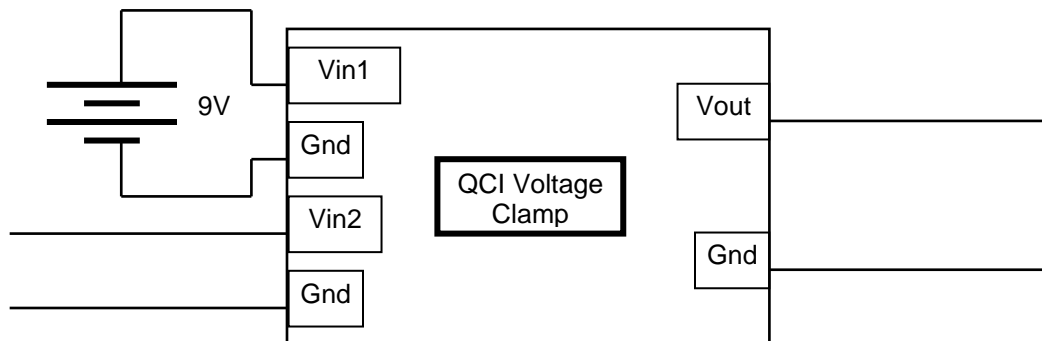 Vin1
9V
Gnd
Vin2
Gnd
QCI Voltage
Clamp
Vout
Gnd